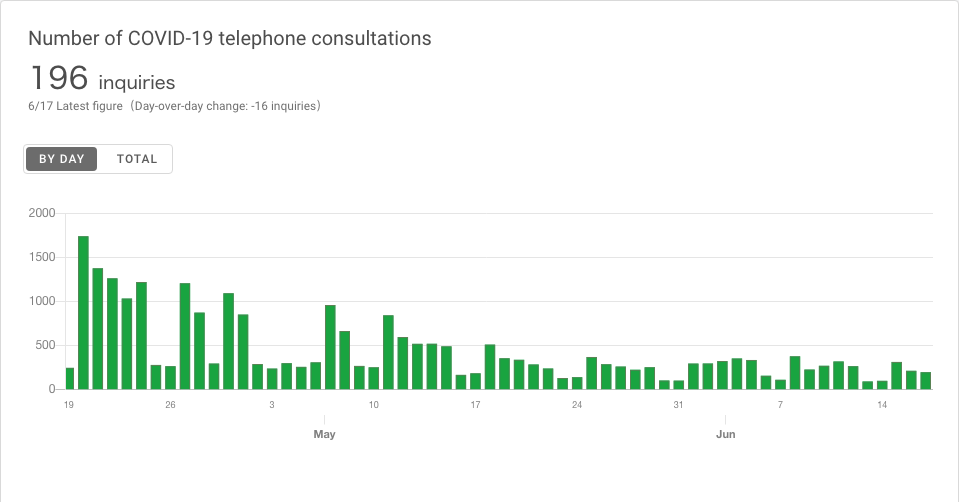 Number of COVID-19 telephone consultations
196 inquiries
6/17 Latest figure（Day-over-day change: -16 inquiries）
BY DAY TOTAL
2000
1500
1000
500
0
19 26 3 10 17 24 31 7 14
May Jun